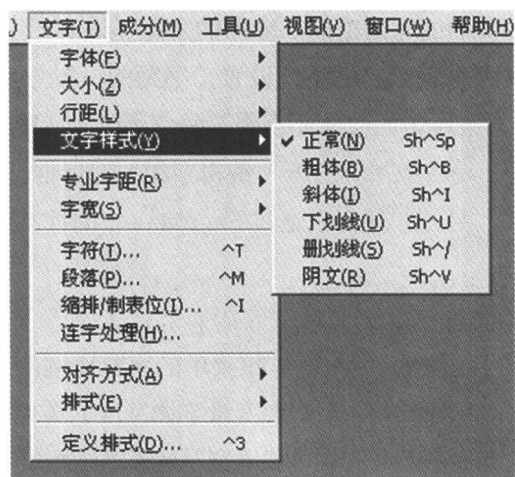 ) 文字(T) 成分(M) 工具(U) 视图(V) 窗口(W) 帮助(H)
字体(F)
大小(Z)
行距(L)
文字样式(Y)
专业字距(R)
字宽(S)
字符(T)... ^T
段落(P)... ^M
缩排/制表位(I)... ^I
连字处理(H)...
对齐方式(A)
排式(E)
定义排式(D)... ^3
正常(N) Sh^Sp
粗体(B) Sh^B
斜体(I) Sh^I
下划线(U) Sh^U
册划线(S) Sh^/
阴文(R) Sh^V